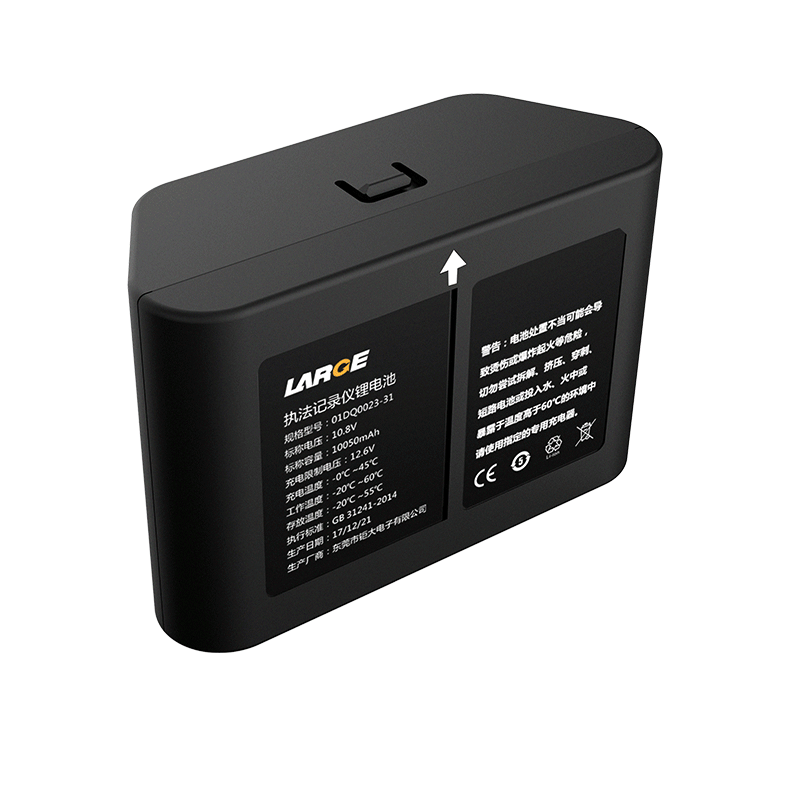 LARGE
执法记录仪锂电池
规格型号：01DQ0023-31
标称电压：10.8V
标称容量：10050mAh
充电限制电压：12.6V
充电温度：-0℃ ~45℃
工作温度：-20℃ ~60℃
存放温度：-20℃ ~55℃
执行标准：GB 31241-2014
生产日期：17/12/21
生产厂商：东莞市钜大电子有限公司
警告：电池处置不当可能会导
致烫伤或爆炸起火等危险，
切勿尝试拆解、挤压、穿刺、
短路电池或投入水、火中或
暴露于温度高于60℃的环境中
请使用指定的专用充电器。
CE 5 Li-ion